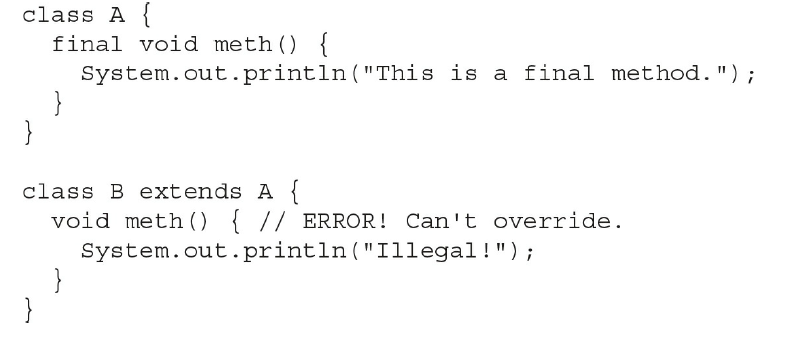 class A {
  final void meth() {
    System.out.println("This is a final method.");
  }
}

class B extends A {
  void meth() { // ERROR! Can't override.
    System.out.println("Illegal!");
  }
}